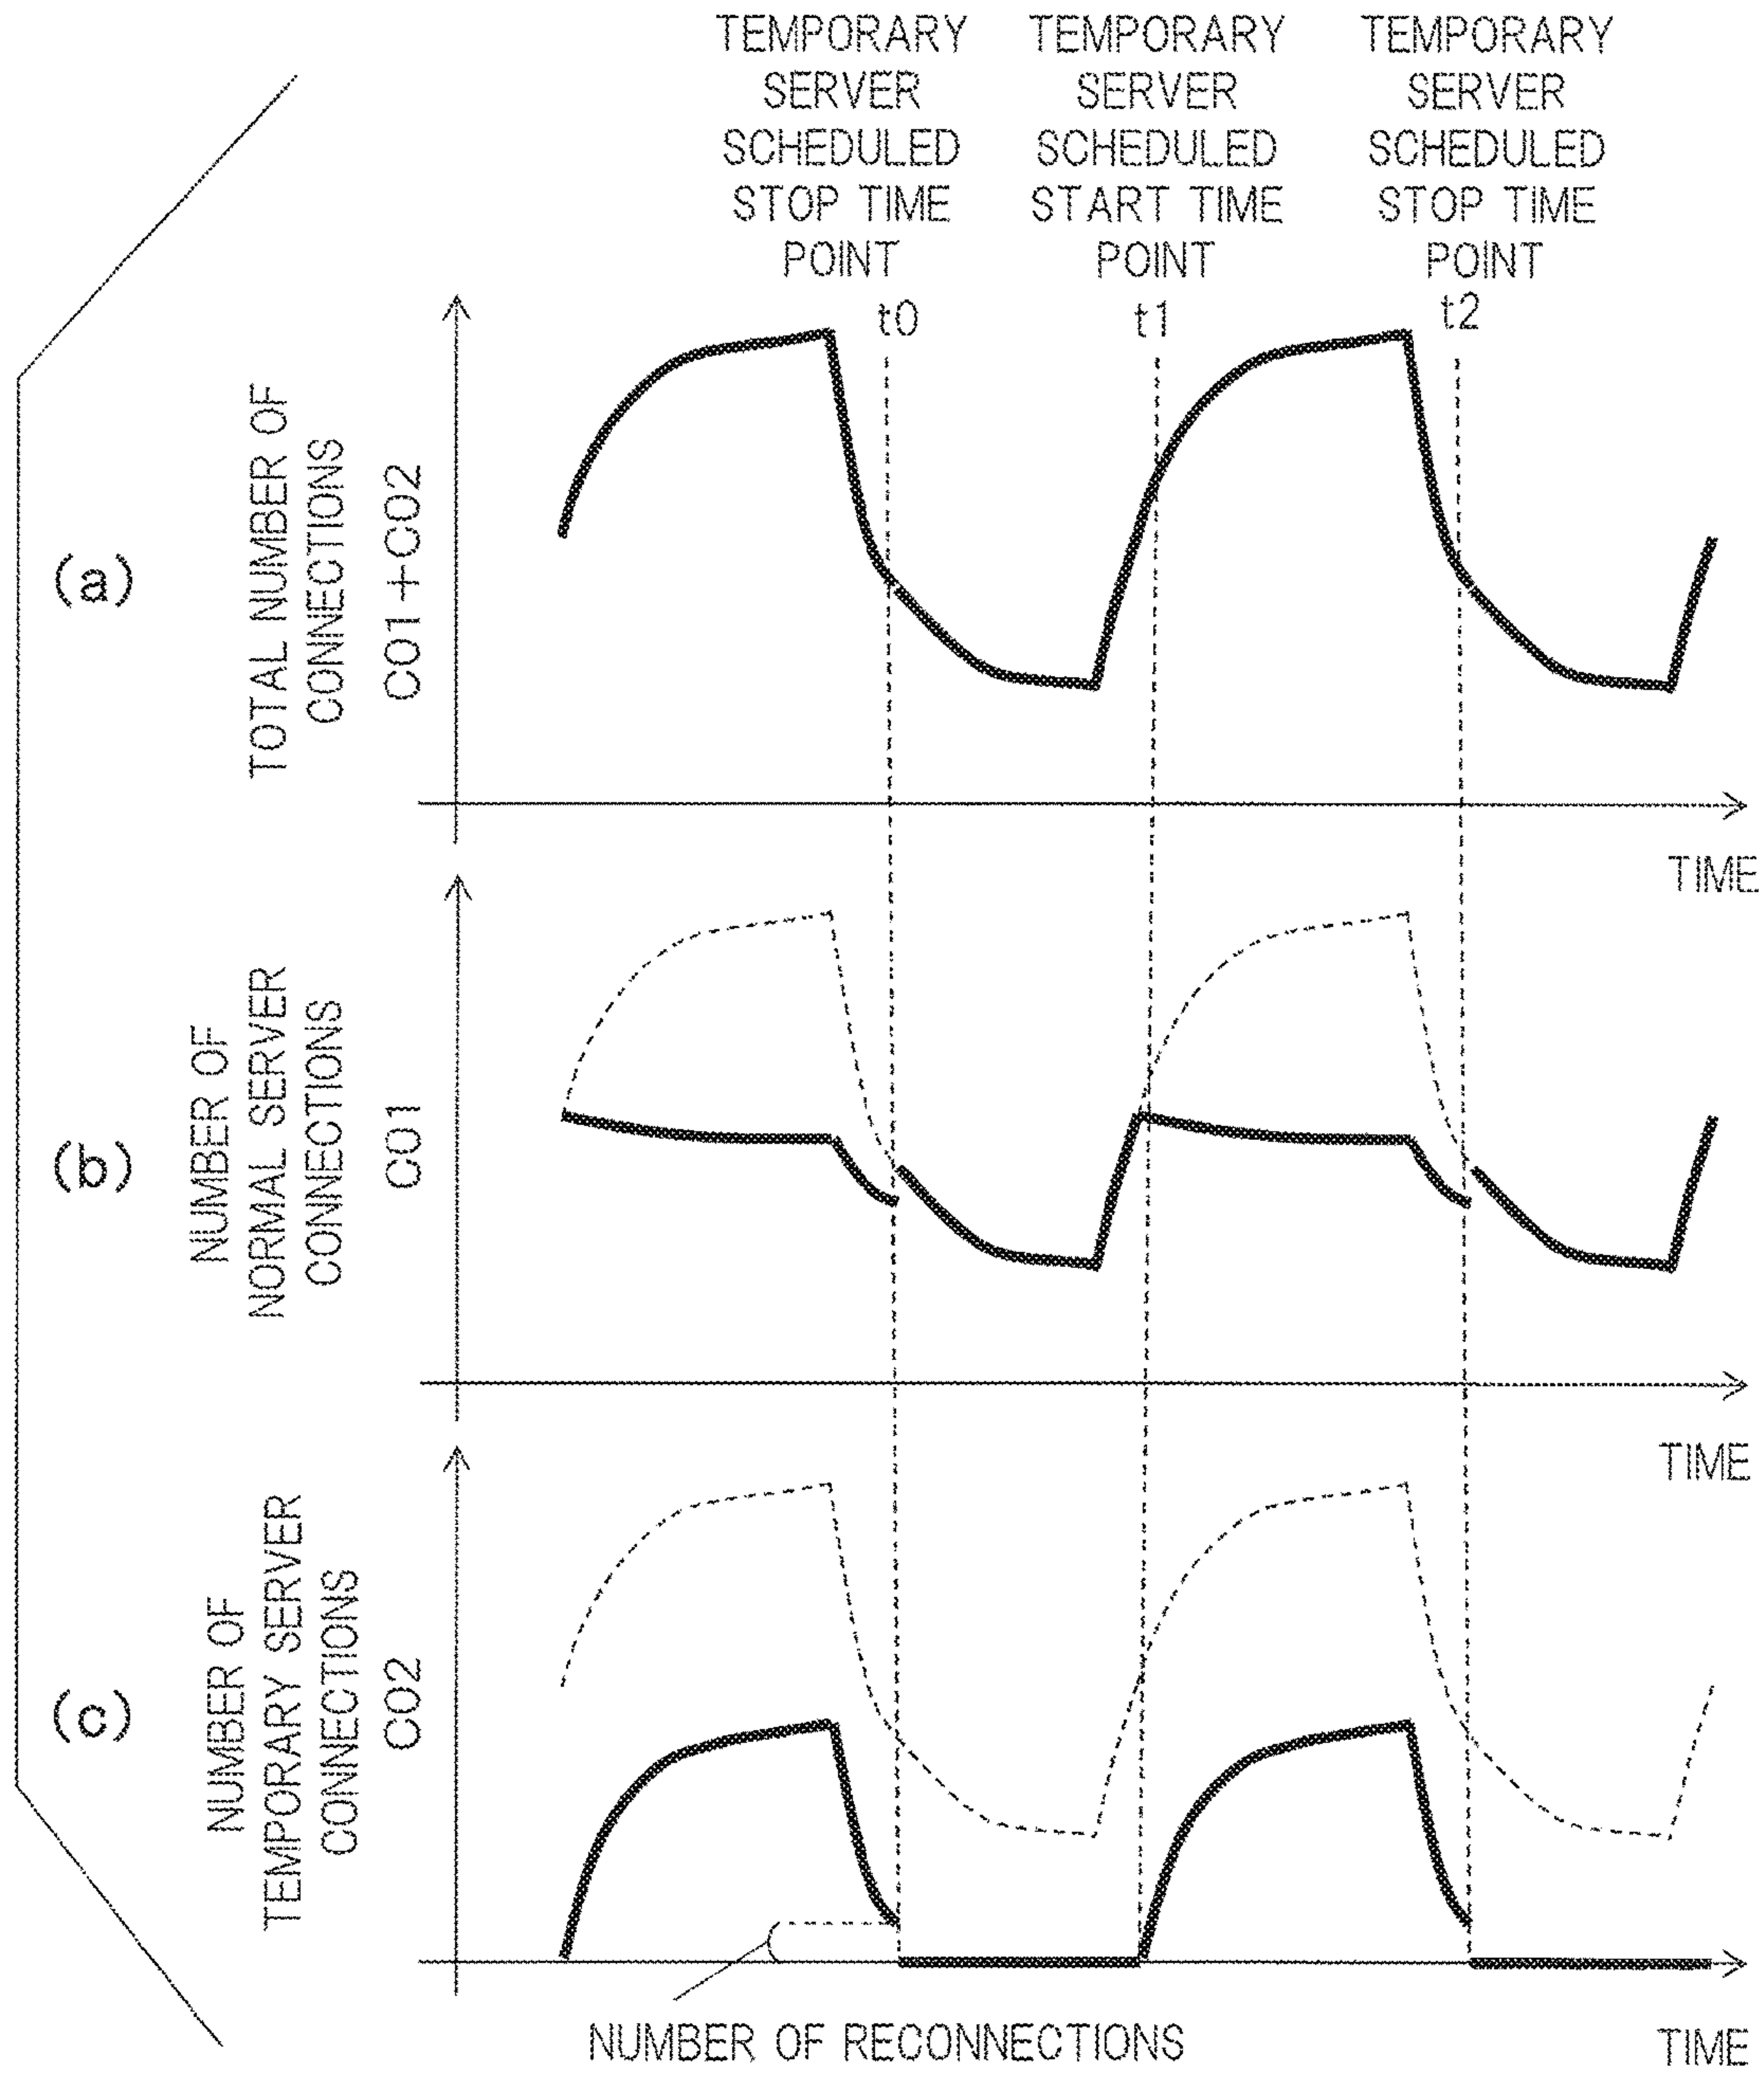 TEMPORARY
SERVER
SCHEDULED
STOP TIME
POINT
t0
TEMPORARY
SERVER
SCHEDULED
START TIME
POINT
t1
TEMPORARY
SERVER
SCHEDULED
STOP TIME
POINT
t2
(a)
TOTAL NUMBER OF
CONNECTIONS
C01+C02
TIME
(b)
NUMBER OF
NORMAL SERVER
CONNECTIONS
C01
TIME
(c)
NUMBER OF
TEMPORARY SERVER
CONNECTIONS
C02
NUMBER OF RECONNECTIONS
TIME